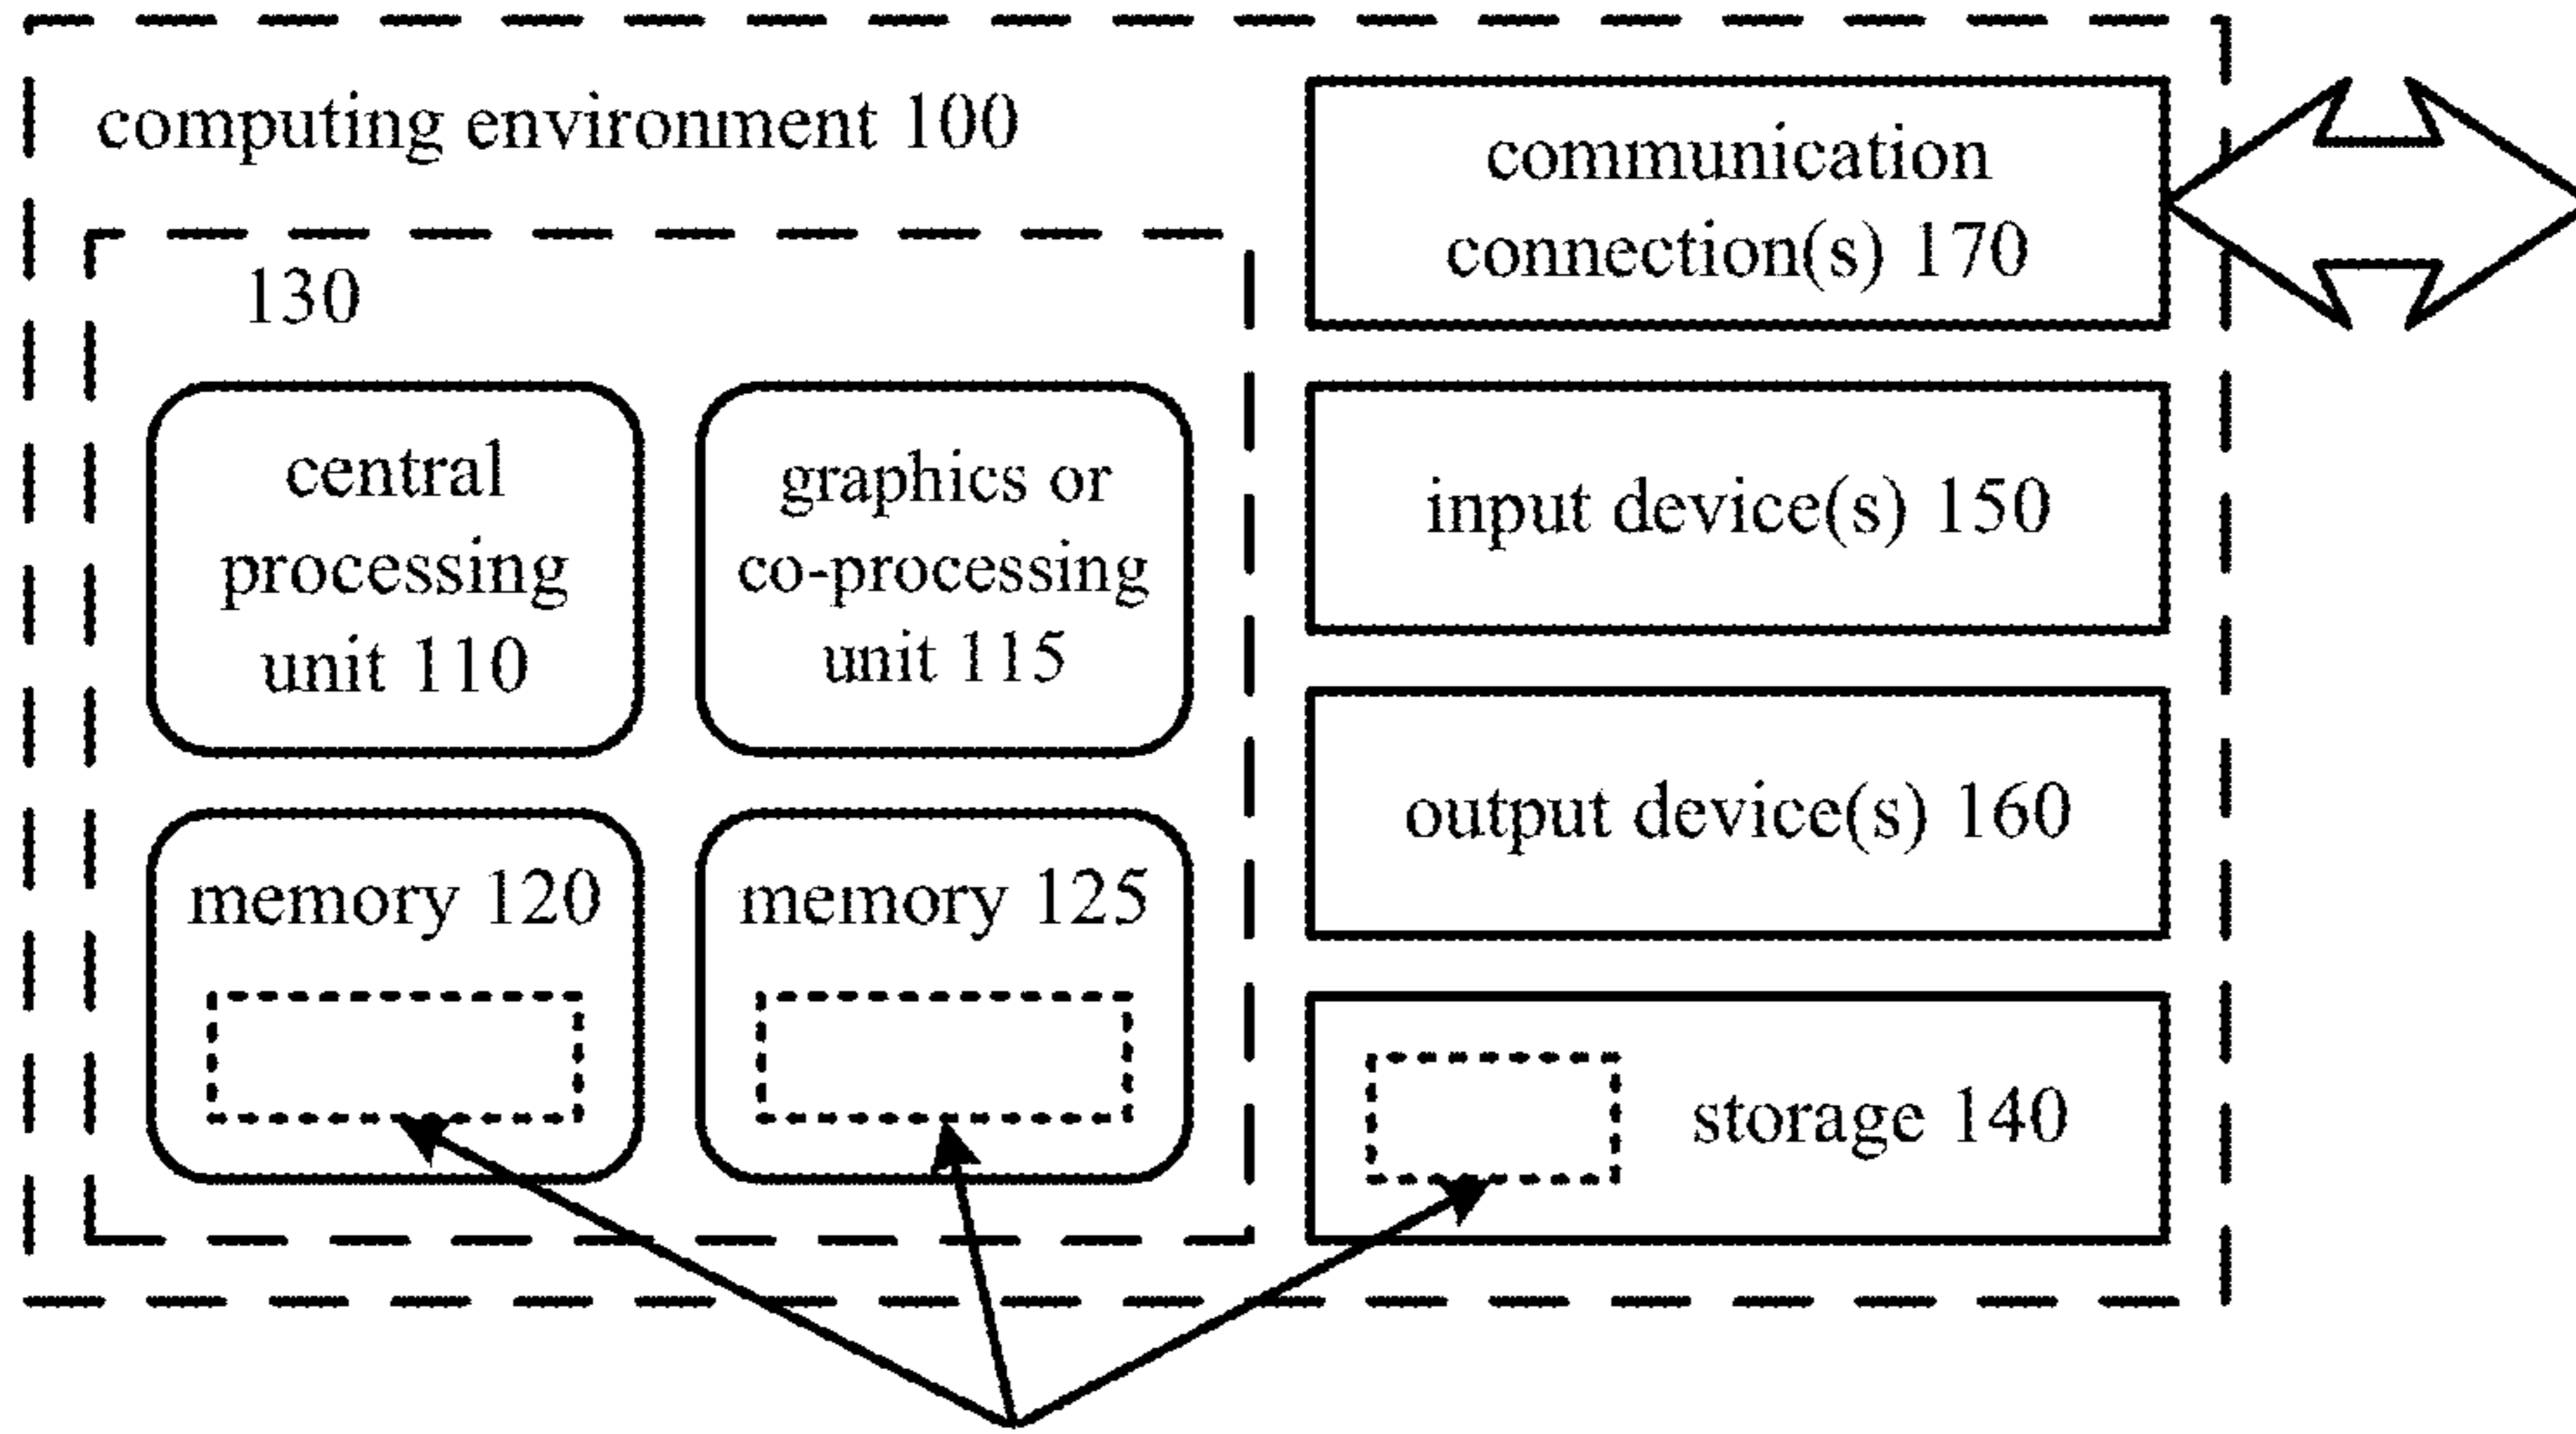 computing environment 100
130
central
processing
unit 110
graphics or
co-processing
unit 115
memory 120
memory 125
communication
connection(s) 170
input device(s) 150
output device(s) 160
storage 140